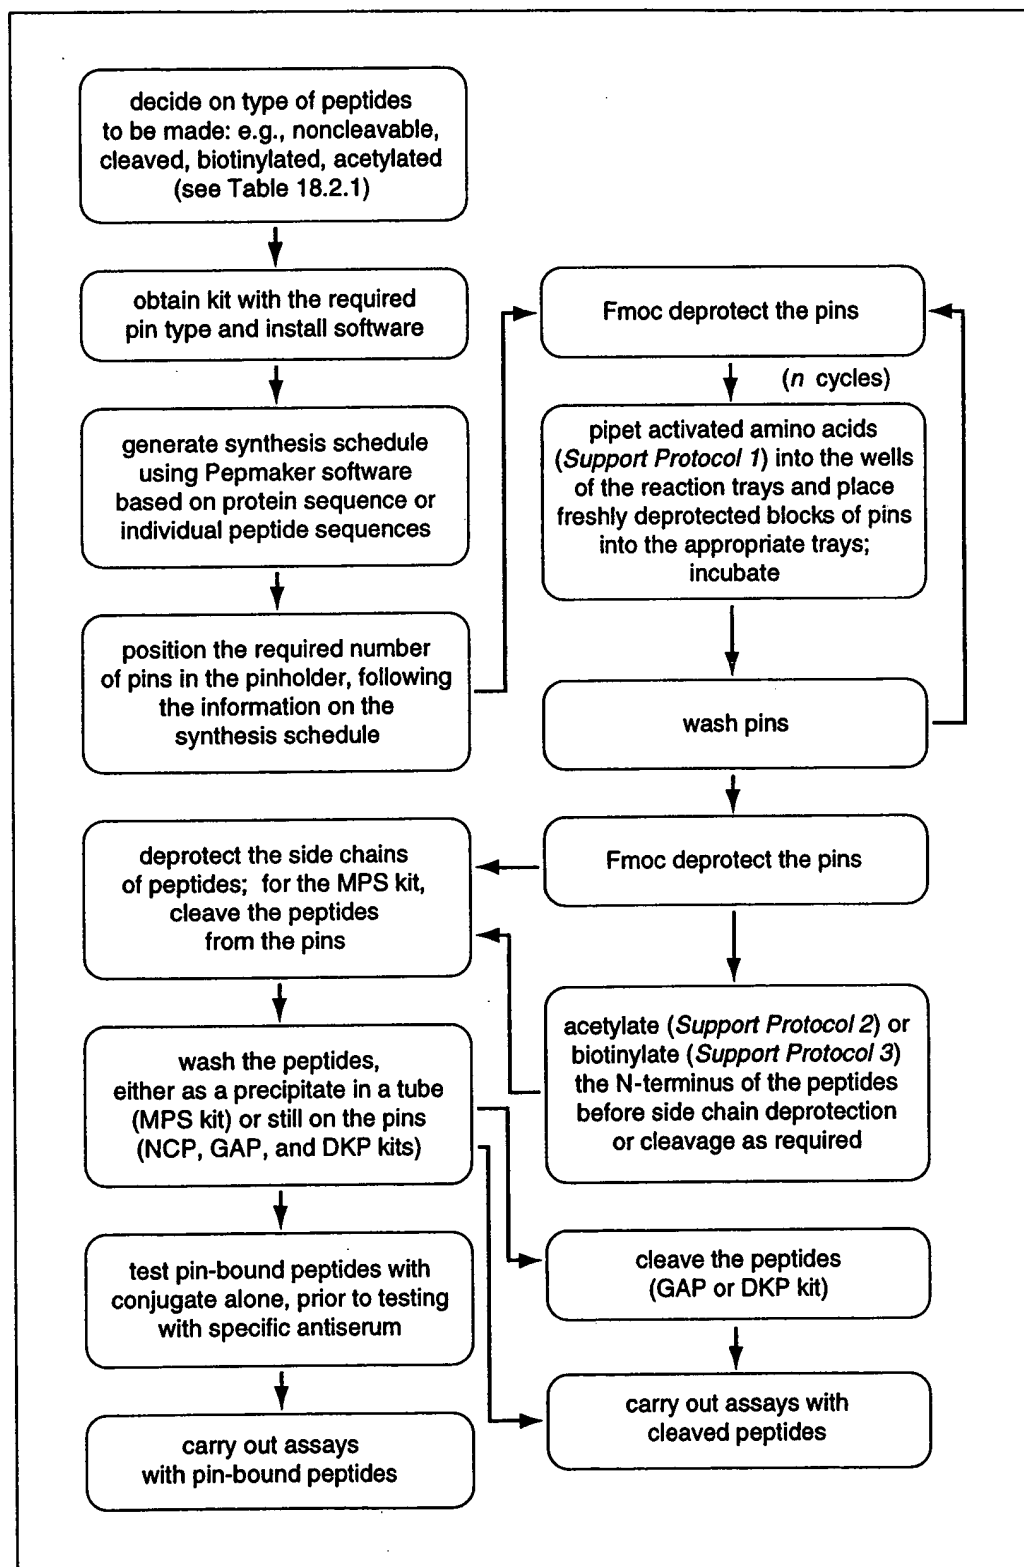 decide on type of peptides
to be made: e.g., noncleavable,
cleaved, biotinylated, acetylated
(see Table 18.2.1)
obtain kit with the required
pin type and install software
generate synthesis schedule
using Pepmaker software
based on protein sequence or
individual peptide sequences
position the required number
of pins in the pinholder, following
the information on the
synthesis schedule
Fmoc deprotect the pins
(n cycles)
pipet activated amino acids
(Support Protocol 1) into the wells
of the reaction trays and place
freshly deprotected blocks of pins
into the appropriate trays;
incubate
wash pins
Fmoc deprotect the pins
acetylate (Support Protocol 2) or
biotinylate (Support Protocol 3)
the N-terminus of the peptides
before side chain deprotection
or cleavage as required
deprotect the side chains
of peptides; for the MPS kit,
cleave the peptides
from the pins
wash the peptides,
either as a precipitate in a tube
(MPS kit) or still on the pins
(NCP, GAP, and DKP kits)
test pin-bound peptides with
conjugate alone, prior to testing
with specific antiserum
carry out assays
with pin-bound peptides
cleave the peptides
(GAP or DKP kit)
carry out assays with
cleaved peptides